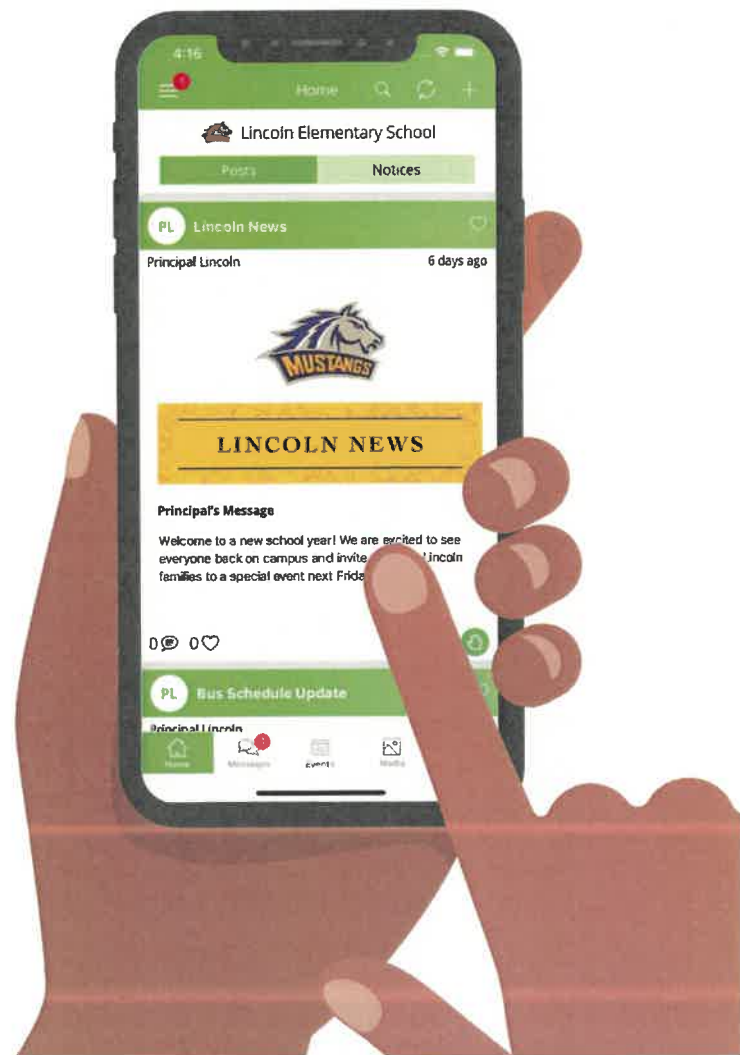 4:16
Home
Lincoln Elementary School
Posts
Notices
PL
Lincoln News
Principal Lincoln
6 days ago
MUSTANGS
LINCOLN NEWS
Principal's Message
Welcome to a new school year! We are excited to see
everyone back on campus and invite
families to a special event next
0 0
PL
Bus Schedule Update
Principal Lincoln
Home
Messages
Events
Media